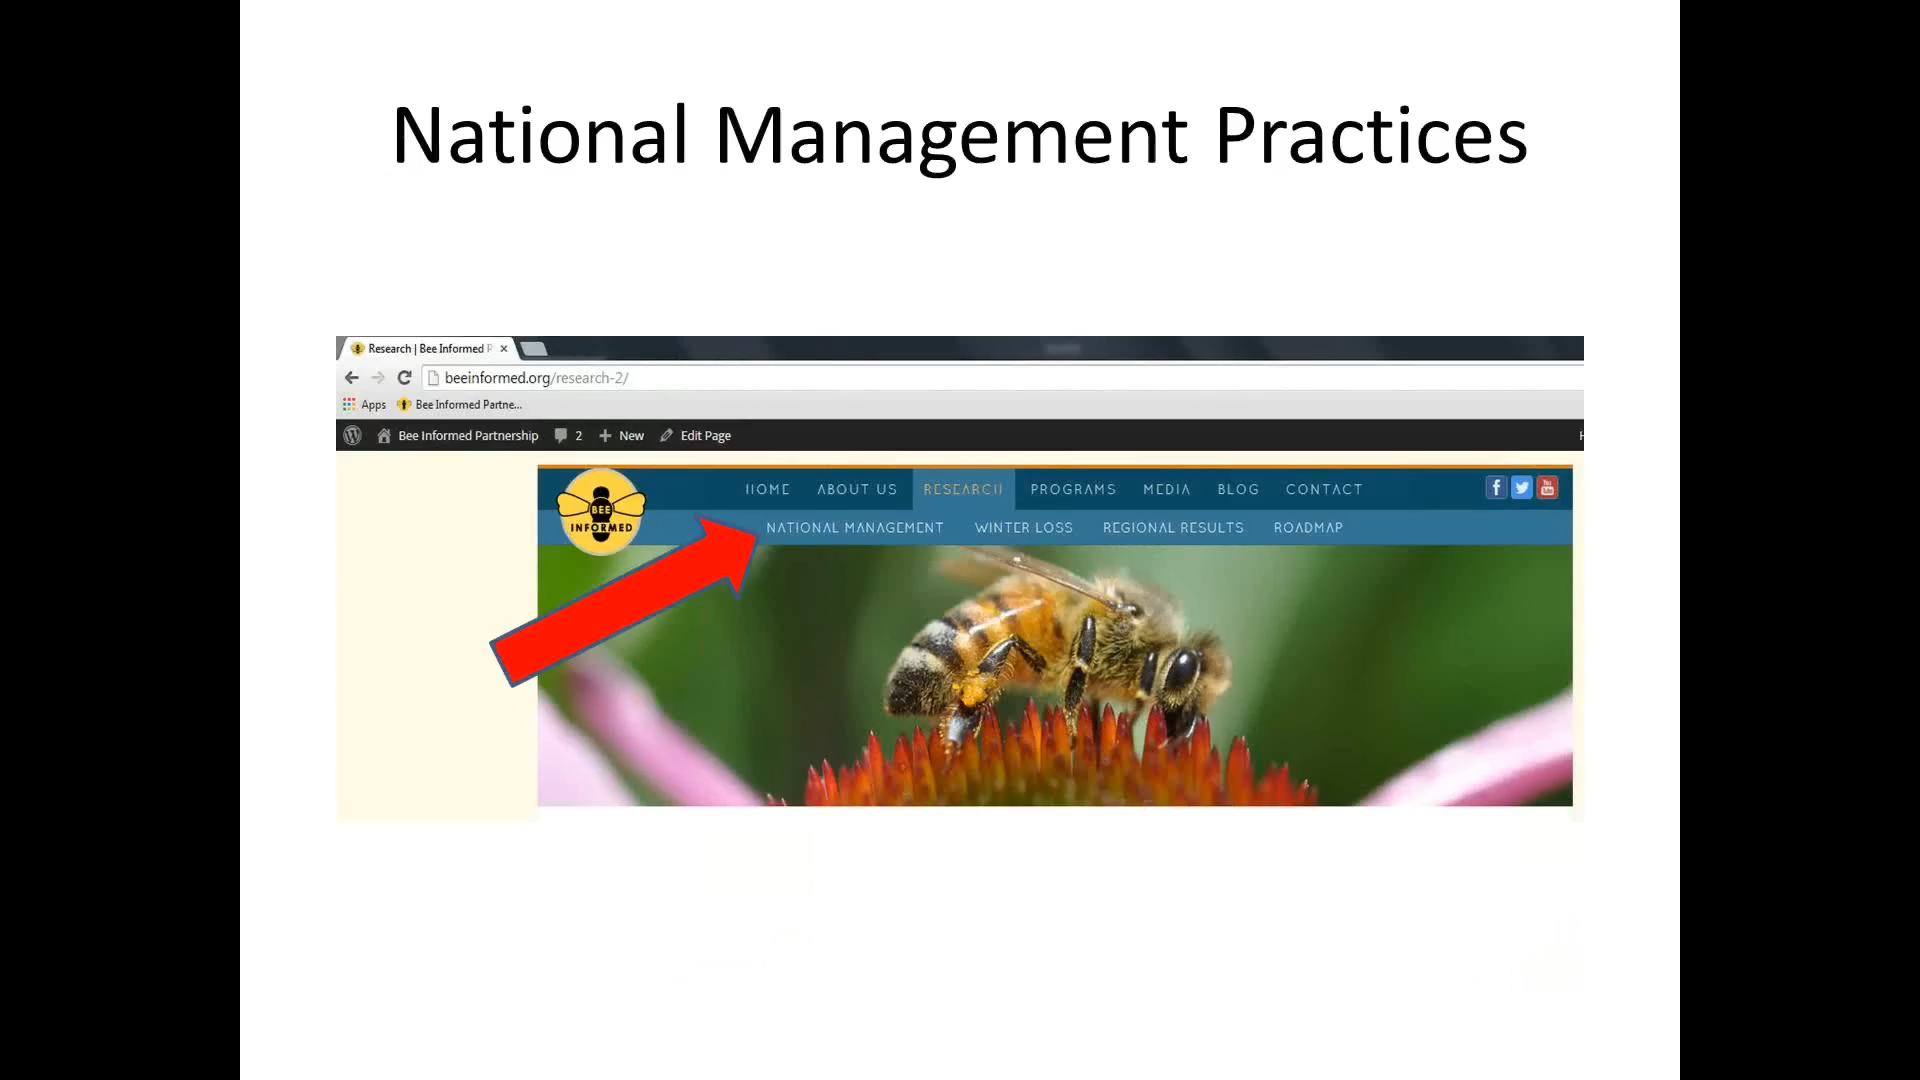 National Management Practices
Research | Bee Informed P
beeinformed.org/research-2/
Apps Bee Informed Partne...
Bee Informed Partnership 2 New Edit Page
HOME ABOUT US RESEARCH PROGRAMS MEDIA BLOG CONTACT
BEE
INFORMED
NATIONAL MANAGEMENT WINTER LOSS REGIONAL RESULTS ROADMAP